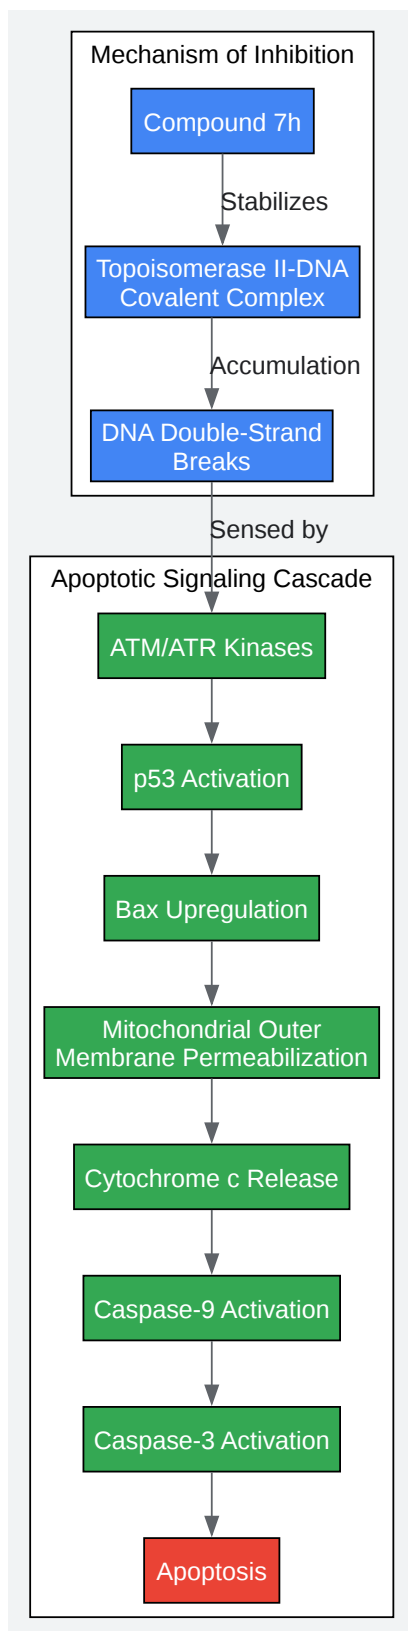 Mechanism of Inhibition
Compound 7h
Stabilizes
Topoisomerase II-DNA
Covalent Complex
Accumulation
DNA Double-Strand
Breaks
Sensed by
Apoptotic Signaling Cascade
ATM/ATR Kinases
p53 Activation
Bax Upregulation
Mitochondrial Outer
Membrane Permeabilization
Cytochrome c Release
Caspase-9 Activation
Caspase-3 Activation
Apoptosis